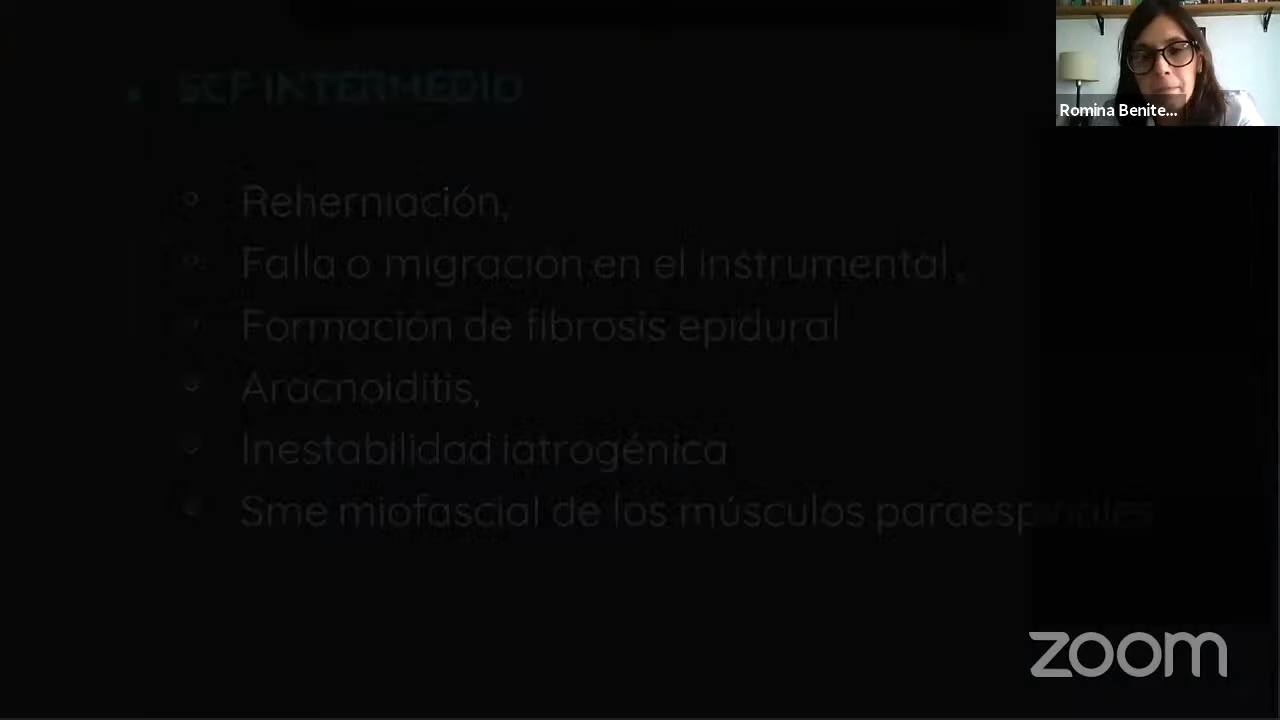 SCF INTERMEDIO
Reherniación,
Falla o migración en el instrumental,
Formación de fibrosis epidural
Aracnoiditis,
Inestabilidad iatrogénica
Sme miofascial de los músculos paraespinales
Romina Benite...
zoom